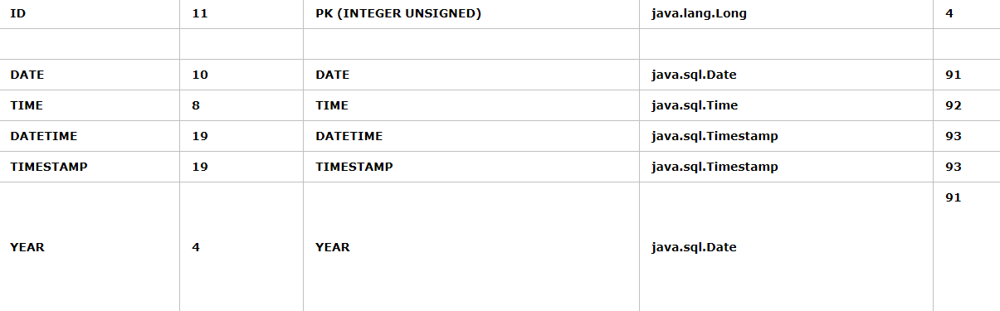 ID 11 PK (INTEGER UNSIGNED) java.lang.Long 4
DATE 10 DATE java.sql.Date 91
TIME 8 TIME java.sql.Time 92
DATETIME 19 DATETIME java.sql.Timestamp 93
TIMESTAMP 19 TIMESTAMP java.sql.Timestamp 93
91
YEAR 4 YEAR java.sql.Date